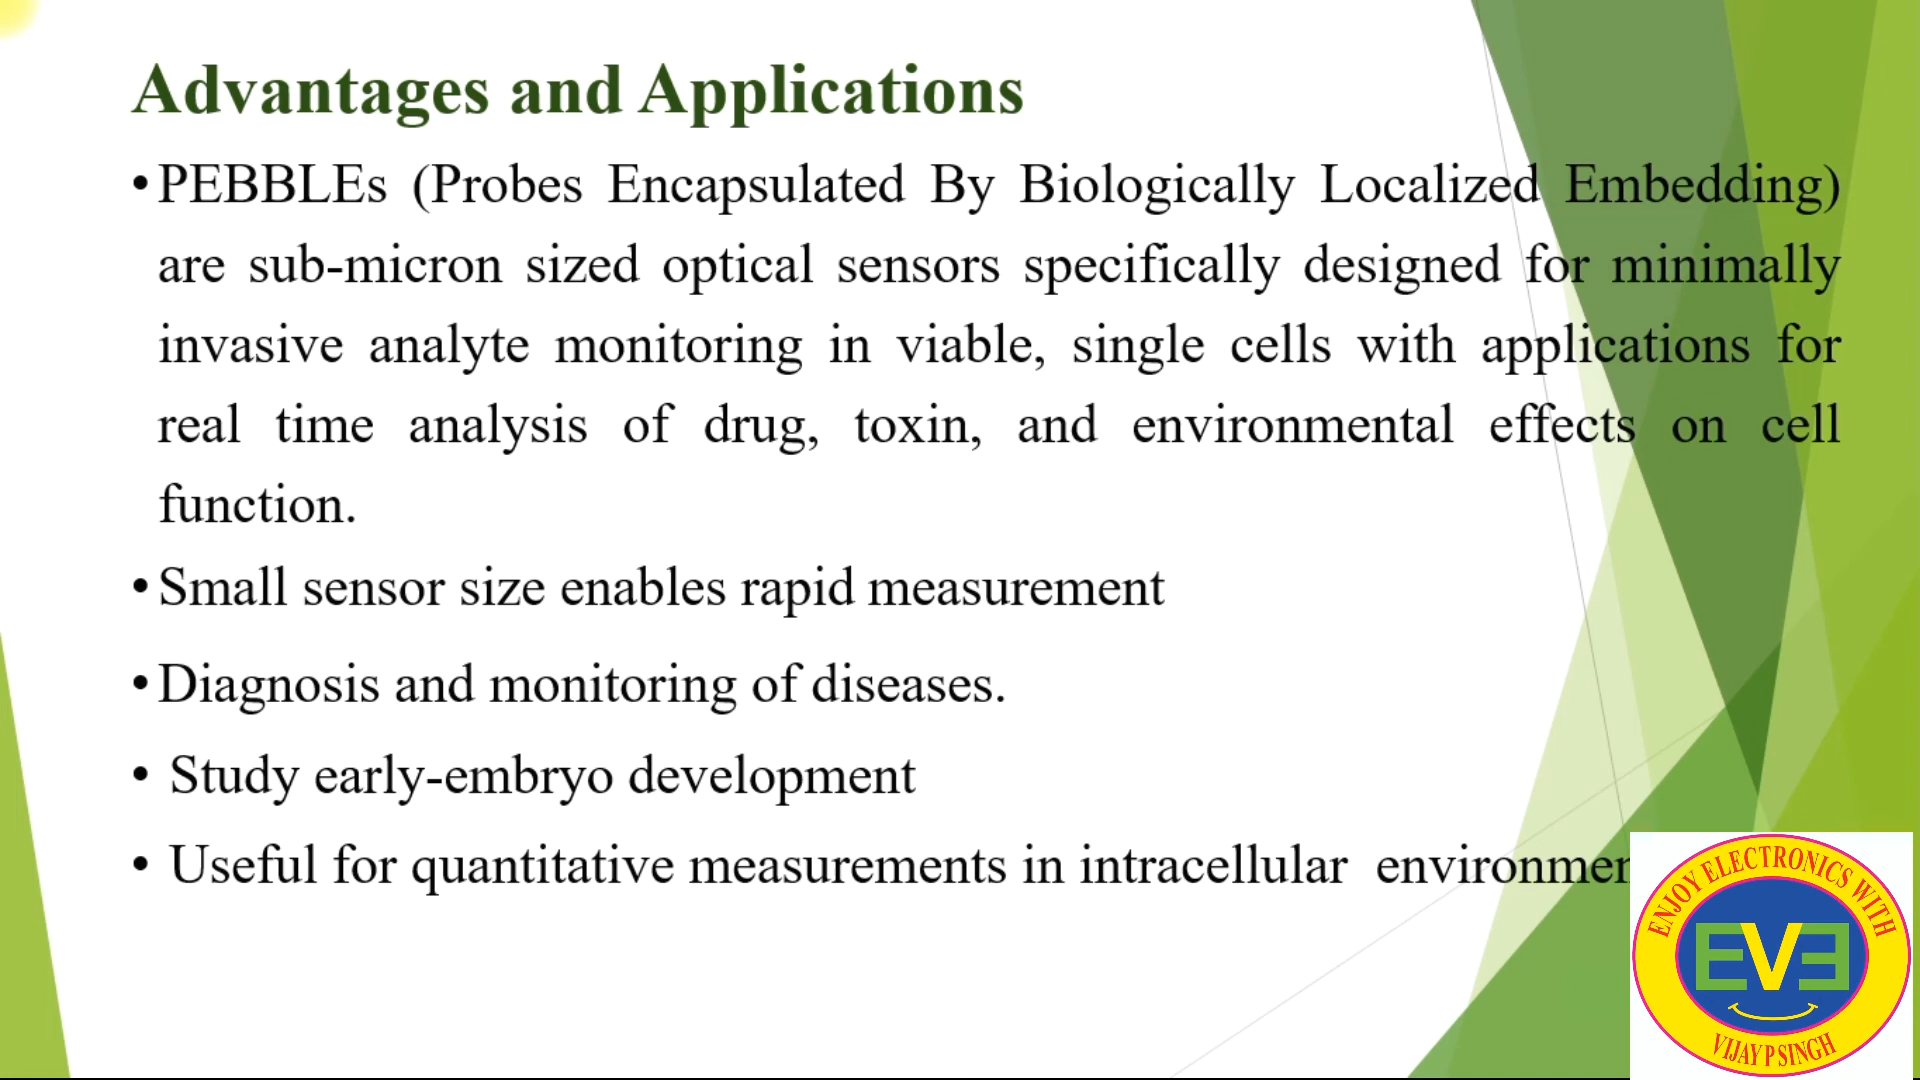 Advantages and Applications
• PEBBLEs (Probes Encapsulated By Biologically Localized Embedding)
are sub-micron sized optical sensors specifically designed for minimally
invasive analyte monitoring in viable, single cells with applications for
real time analysis of drug, toxin, and environmental effects on cell
function.
• Small sensor size enables rapid measurement
• Diagnosis and monitoring of diseases.
• Study early-embryo development
• Useful for quantitative measurements in intracellular
ENJOY ELECTRONICS WITH
EVE
VIJAY P SINGH